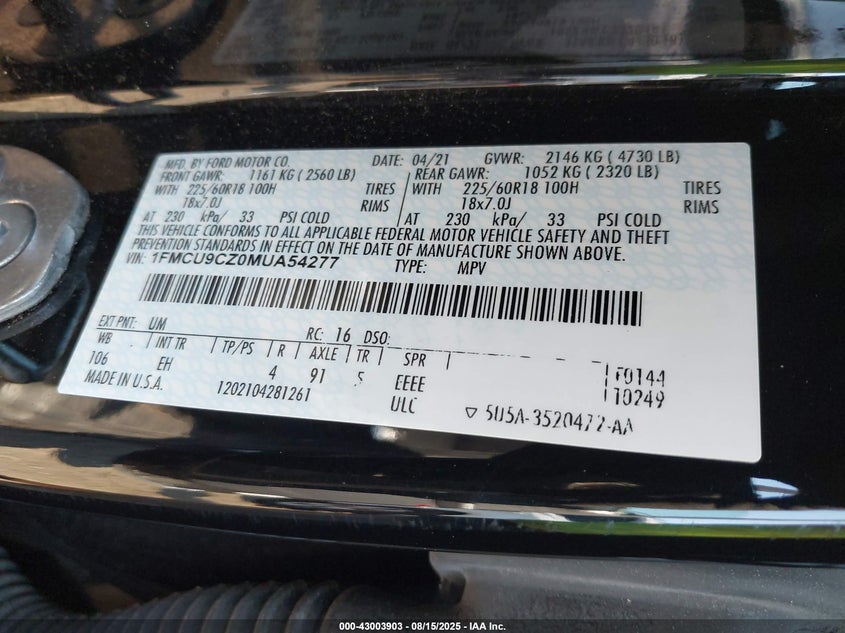 MFD. BY FORD MOTOR CO. DATE: 04/21 GVWR: 2146 KG ( 4730 LB)
FRONT GAWR: 1161 KG ( 2560 LB) REAR GAWR: 1052 KG ( 2320 LB)
WITH 225/60R18 100H TIRES WITH 225/60R18 100H TIRES
18x7.0J RIMS 18x7.0J RIMS
AT 230 kPa/ 33 PSI COLD AT 230 kPa/ 33 PSI COLD
THIS VEHICLE CONFORMS TO ALL APPLICABLE FEDERAL MOTOR VEHICLE SAFETY AND THEFT
PREVENTION STANDARDS IN EFFECT ON THE DATE OF MANUFACTURE SHOWN ABOVE.
VIN: 1FMCU9CZ0MUA54277 TYPE: MPV
EXT PNT: UM RC: 16 DSO:
WB INT TR TP/PS R AXLE TR SPR
106 EH 4 91 5 EEEE F0144
MADE IN U.S.A. 1202104281261 ULC T0249
▽ 5U5A-3520472-AA
000-43003903 - 08/15/2025 - IAA Inc.